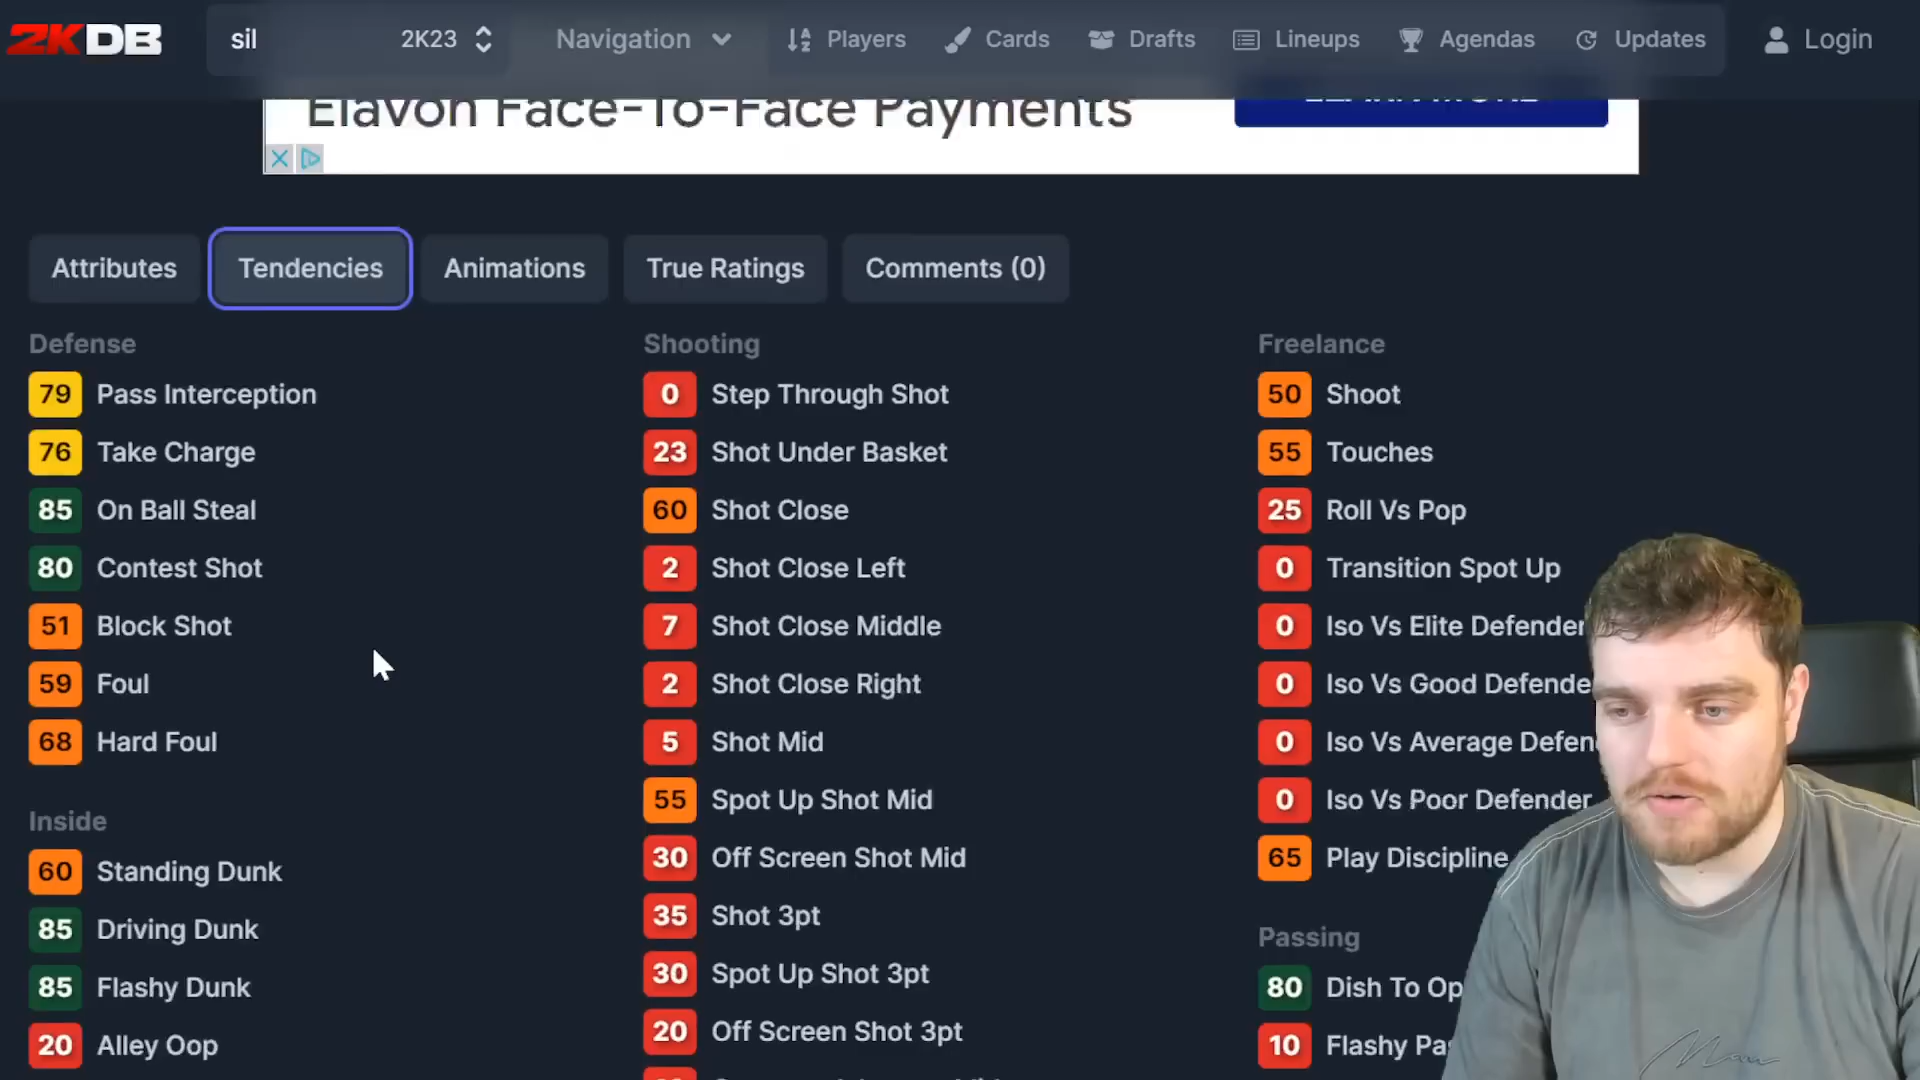 2KDB
sil
2K23
Navigation
Players
Cards
Drafts
Lineups
Agendas
Updates
Login
Elavon Face-To-Face Payments
LEARN MORE
Attributes
Tendencies
Animations
True Ratings
Comments (0)
Defense
79 Pass Interception
76 Take Charge
85 On Ball Steal
80 Contest Shot
51 Block Shot
59 Foul
68 Hard Foul
Inside
60 Standing Dunk
85 Driving Dunk
85 Flashy Dunk
20 Alley Oop
Shooting
0 Step Through Shot
23 Shot Under Basket
60 Shot Close
2 Shot Close Left
7 Shot Close Middle
2 Shot Close Right
5 Shot Mid
55 Spot Up Shot Mid
30 Off Screen Shot Mid
35 Shot 3pt
30 Spot Up Shot 3pt
20 Off Screen Shot 3pt
Freelance
50 Shoot
55 Touches
25 Roll Vs Pop
0 Transition Spot Up
0 Iso Vs Elite Defender
0 Iso Vs Good Defende
0 Iso Vs Average Defen
0 Iso Vs Poor Defender
65 Play Discipline
Passing
80 Dish To Op
10 Flashy Pa